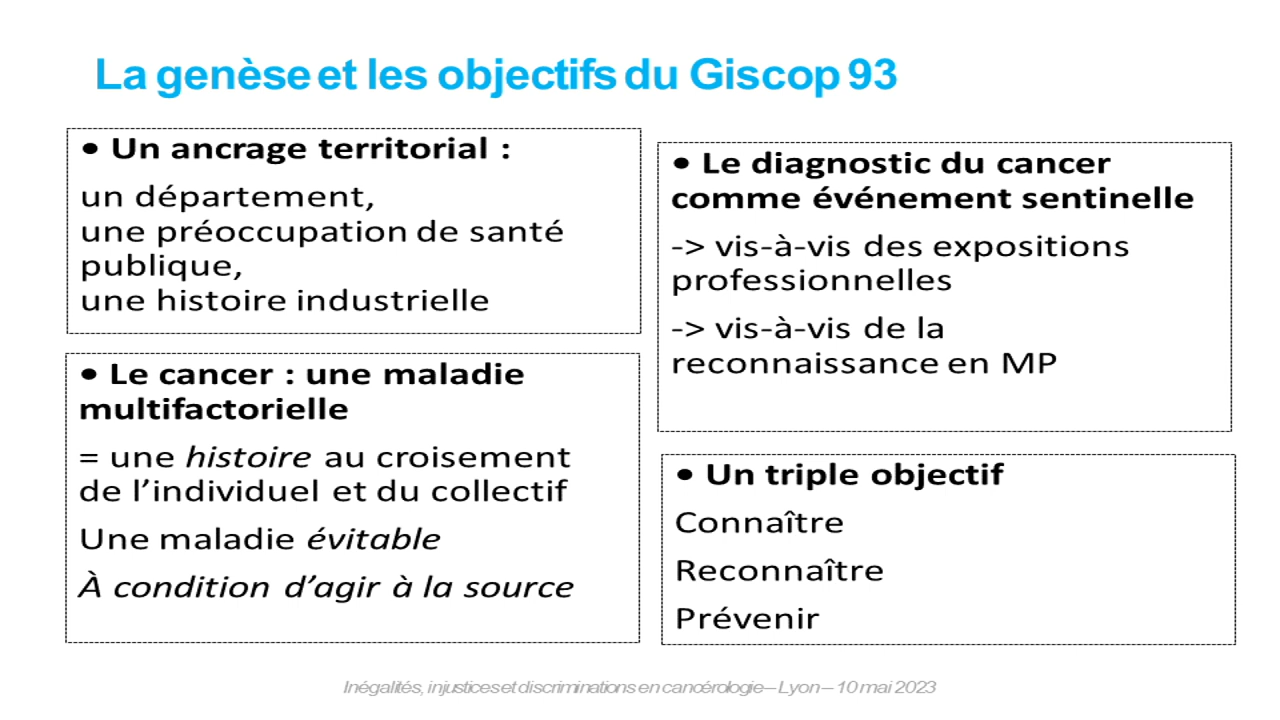 La genèse et les objectifs du Giscop 93
• Un ancrage territorial :
un département,
une préoccupation de santé
publique,
une histoire industrielle
• Le cancer : une maladie
multifactorielle
= une histoire au croisement
de l’individuel et du collectif
Une maladie évitable
À condition d’agir à la source
• Le diagnostic du cancer
comme événement sentinelle
-> vis-à-vis des expositions
professionnelles
-> vis-à-vis de la
reconnaissance en MP
• Un triple objectif
Connaître
Reconnaître
Prévenir
Inégalités, injustices et discriminations en cancérologie – Lyon – 10 mai 2023